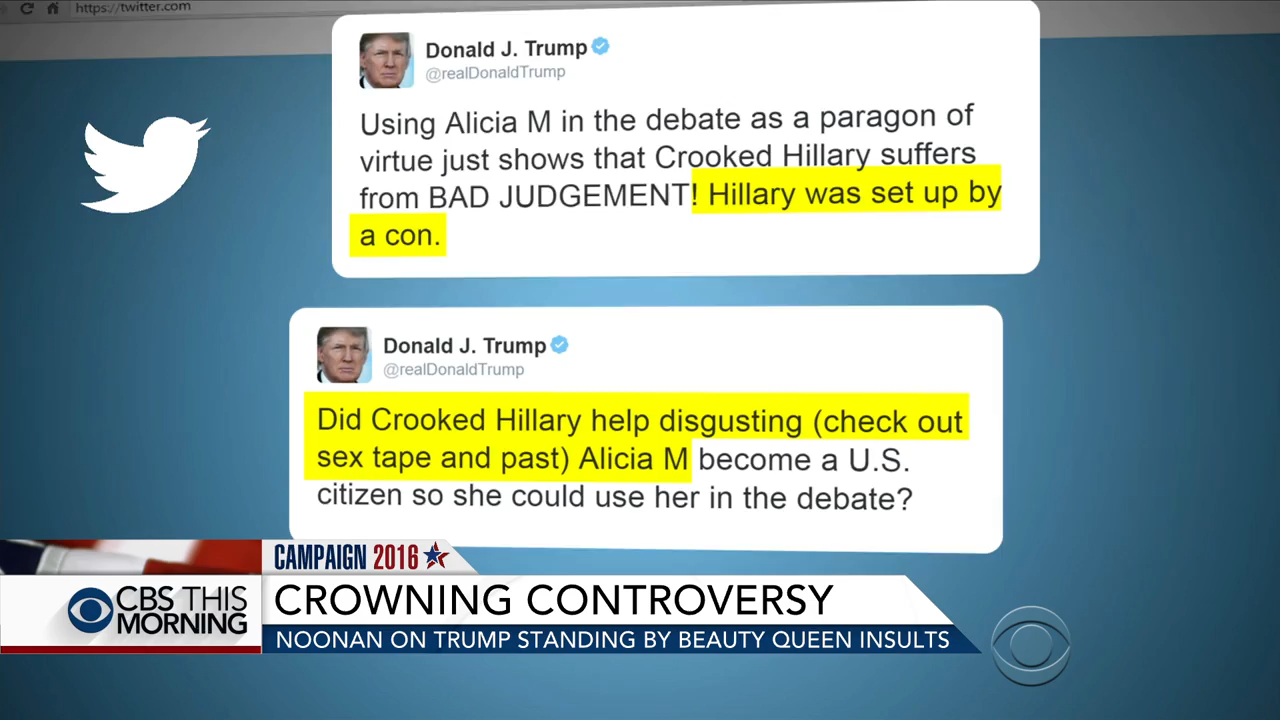 https://twitter.com
Donald J. Trump
@realDonaldTrump
Using Alicia M in the debate as a paragon of
virtue just shows that Crooked Hillary suffers
from BAD JUDGEMENT! Hillary was set up by
a con.
Donald J. Trump
@realDonaldTrump
Did Crooked Hillary help disgusting (check out
sex tape and past) Alicia M become a U.S.
citizen so she could use her in the debate?
CAMPAIGN 2016
CBS THIS
MORNING
CROWNING CONTROVERSY
NOONAN ON TRUMP STANDING BY BEAUTY QUEEN INSULTS